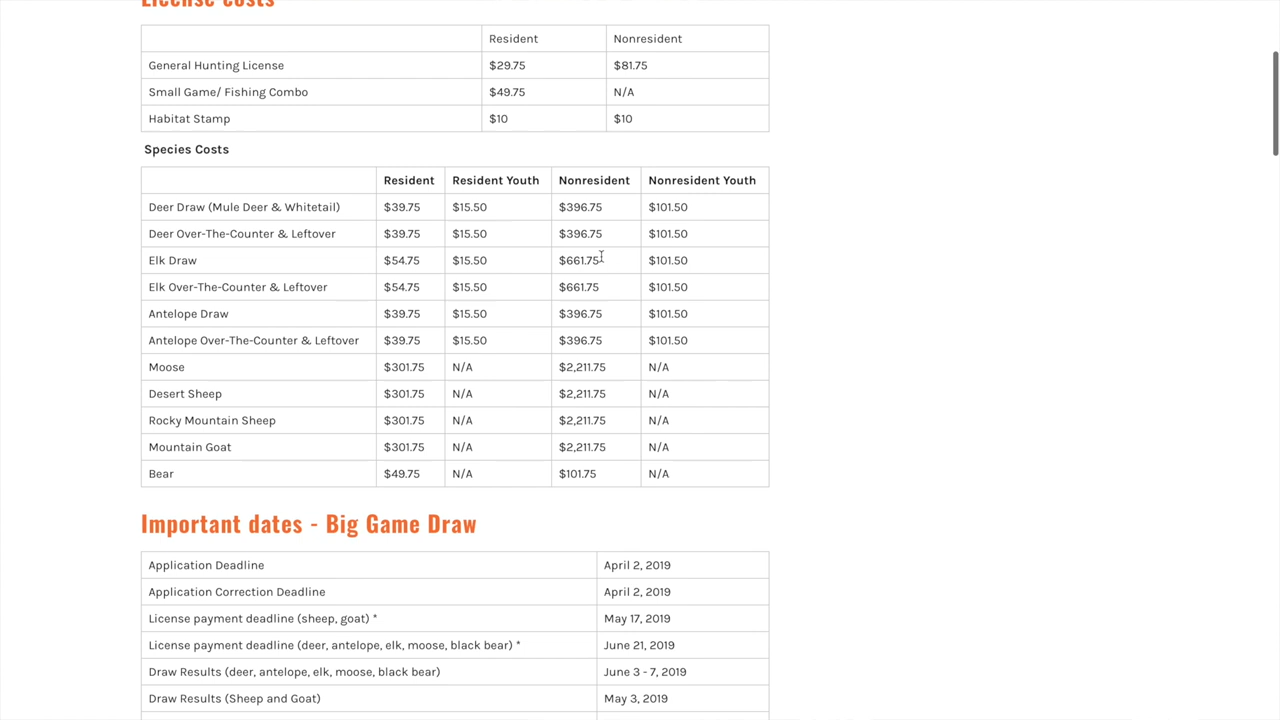 License costs
Resident Nonresident
General Hunting License $29.75 $81.75
Small Game/ Fishing Combo $49.75 N/A
Habitat Stamp $10 $10
Species Costs
Resident Resident Youth Nonresident Nonresident Youth
Deer Draw (Mule Deer & Whitetail) $39.75 $15.50 $396.75 $101.50
Deer Over-The-Counter & Leftover $39.75 $15.50 $396.75 $101.50
Elk Draw $54.75 $15.50 $661.75 $101.50
Elk Over-The-Counter & Leftover $54.75 $15.50 $661.75 $101.50
Antelope Draw $39.75 $15.50 $396.75 $101.50
Antelope Over-The-Counter & Leftover $39.75 $15.50 $396.75 $101.50
Moose $301.75 N/A $2,211.75 N/A
Desert Sheep $301.75 N/A $2,211.75 N/A
Rocky Mountain Sheep $301.75 N/A $2,211.75 N/A
Mountain Goat $301.75 N/A $2,211.75 N/A
Bear $49.75 N/A $101.75 N/A
Important dates - Big Game Draw
Application Deadline April 2, 2019
Application Correction Deadline April 2, 2019
License payment deadline (sheep, goat) * May 17, 2019
License payment deadline (deer, antelope, elk, moose, black bear) * June 21, 2019
Draw Results (deer, antelope, elk, moose, black bear) June 3 - 7, 2019
Draw Results (Sheep and Goat) May 3, 2019